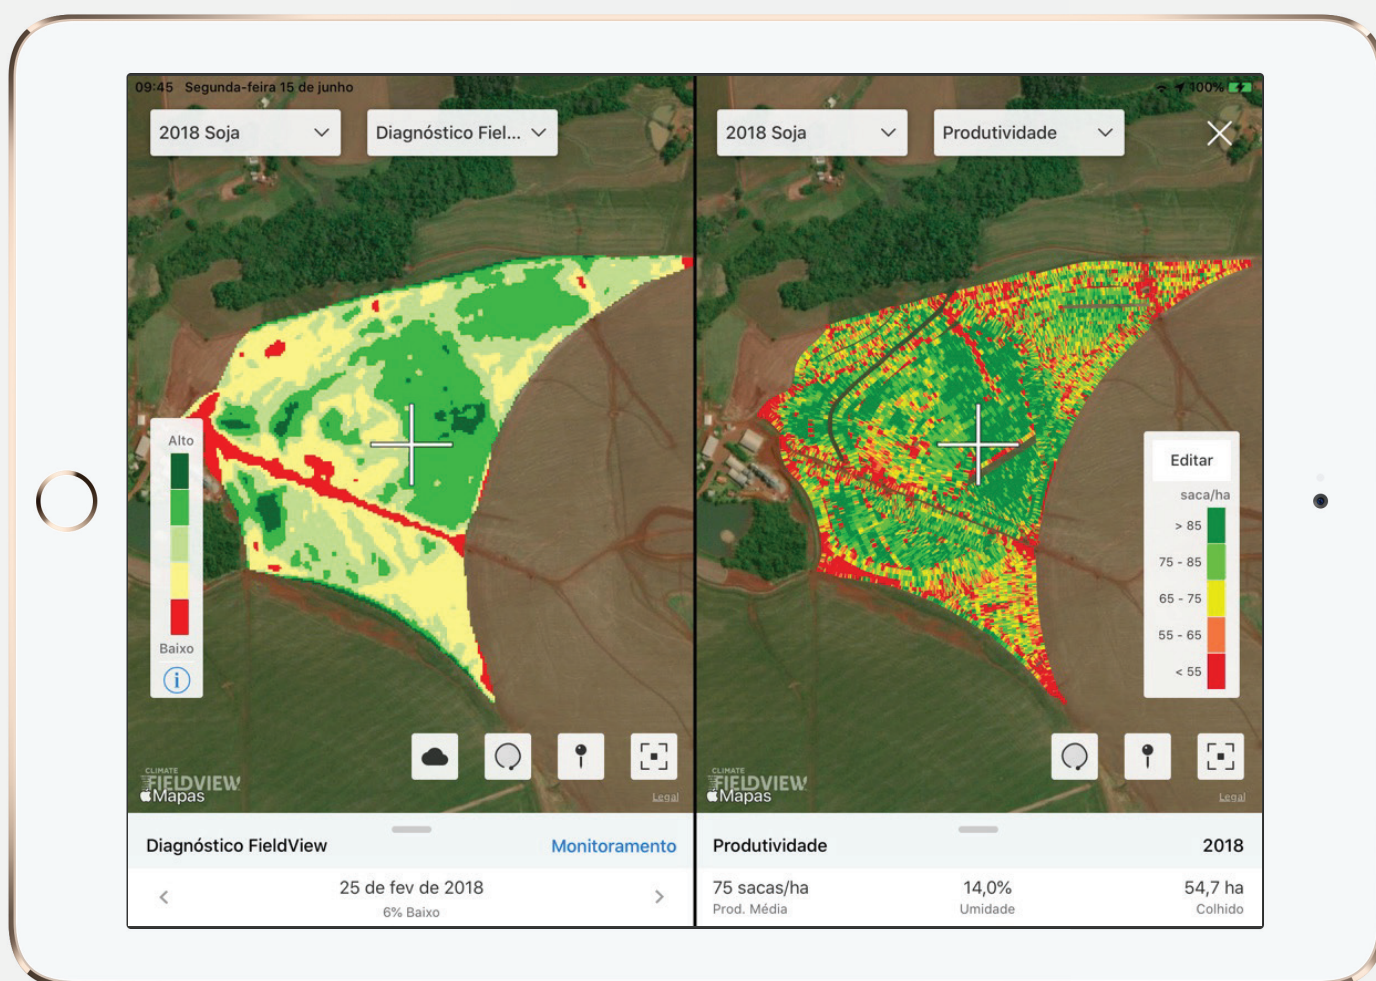 09:45 Segunda-feira 15 de junho
100%
2018 Soja
Diagnóstico Fiel...
2018 Soja
Produtividade
Alto
Baixo
CLIMATE
FIELDVIEW
Mapas
Legal
Editar
saca/ha
> 85
75 - 85
65 - 75
55 - 65
< 55
CLIMATE
FIELDVIEW
Mapas
Legal
Diagnóstico FieldView
Monitoramento
25 de fev de 2018
6% Baixo
Produtividade
2018
75 sacas/ha
14,0%
54,7 ha
Prod. Média
Umidade
Colhido